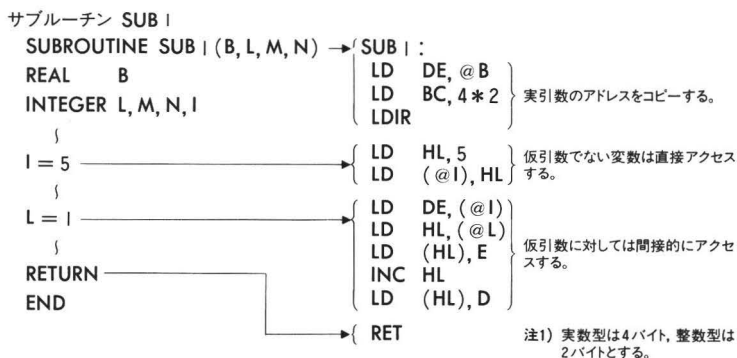 サブルーチン SUB1
SUBROUTINE SUB1(B, L, M, N)
SUB1:
REAL B
LD DE, @B
INTEGER L, M, N, I
LD BC, 4*2
LDIR
実引数のアドレスをコピーする。
I=5
LD HL, 5
LD (@I), HL
仮引数でない変数は直接アクセス
する。
L=I
LD DE, (@I)
LD HL, (@L)
LD (HL), E
INC HL
LD (HL), D
仮引数に対しては間接的にアクセ
スする。
RETURN
END
RET
注1) 実数型は4バイト, 整数型は
2バイトとする。